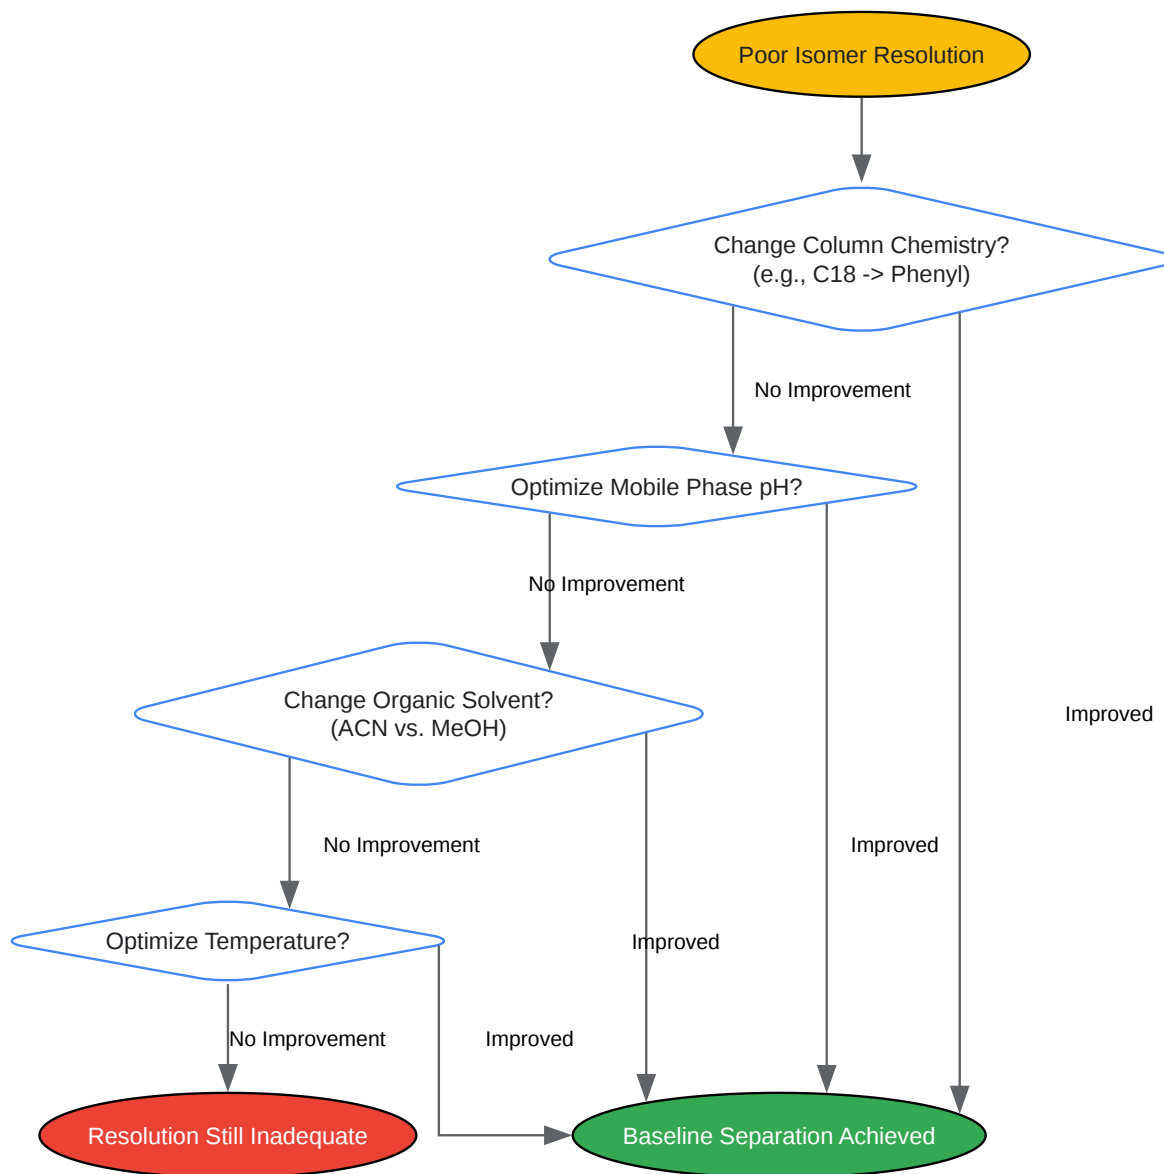 Poor Isomer Resolution
Change Column Chemistry?
(e.g., C18 -> Phenyl)
No Improvement
Optimize Mobile Phase pH?
No Improvement
Change Organic Solvent?
(ACN vs. MeOH)
Improved
No Improvement
Improved
Optimize Temperature?
Improved
No Improvement
Improved
Resolution Still Inadequate
Baseline Separation Achieved